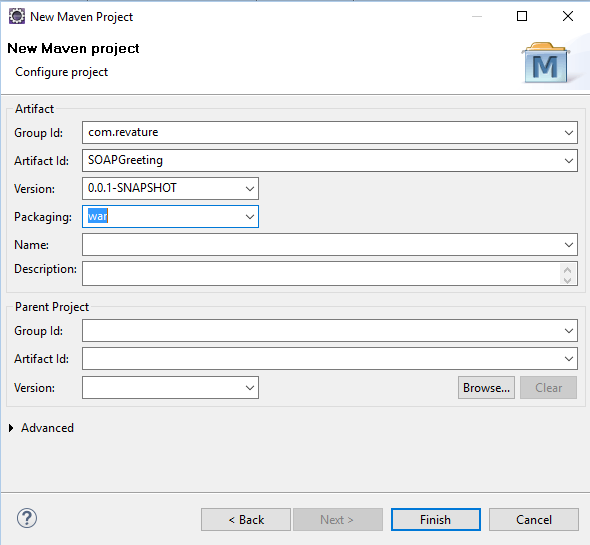 New Maven Project
New Maven project
Configure project
M
Artifact
Group Id: com.revature
Artifact Id: SOAPGreeting
Version: 0.0.1-SNAPSHOT
Packaging: war
Name:
Description:
Parent Project
Group Id:
Artifact Id:
Version: Browse... Clear
Advanced
? < Back Next > Finish Cancel